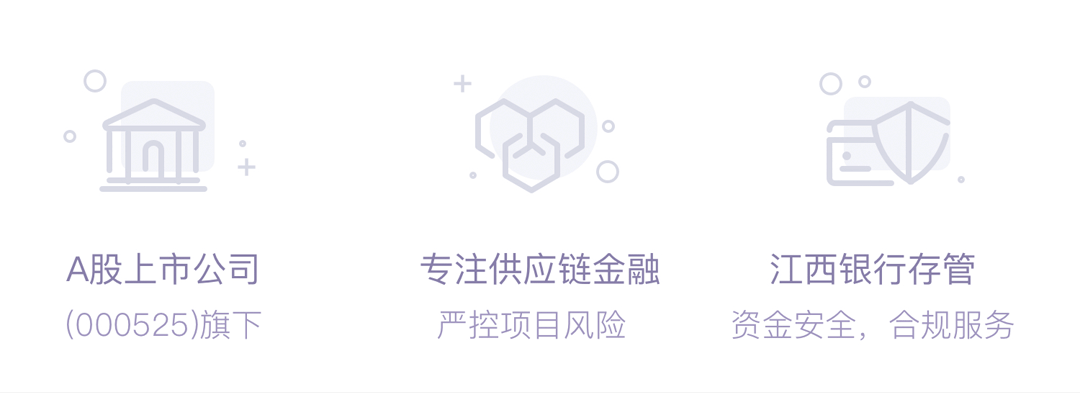 A股上市公司
(000525)旗下
专注供应链金融
严控项目风险
江西银行存管
资金安全，合规服务